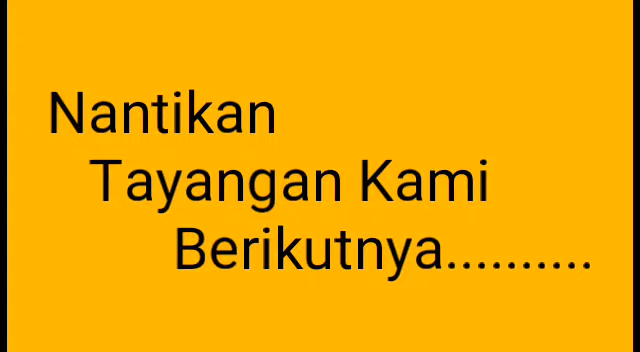 Nantikan
Tayangan Kami
Berikutnya..........